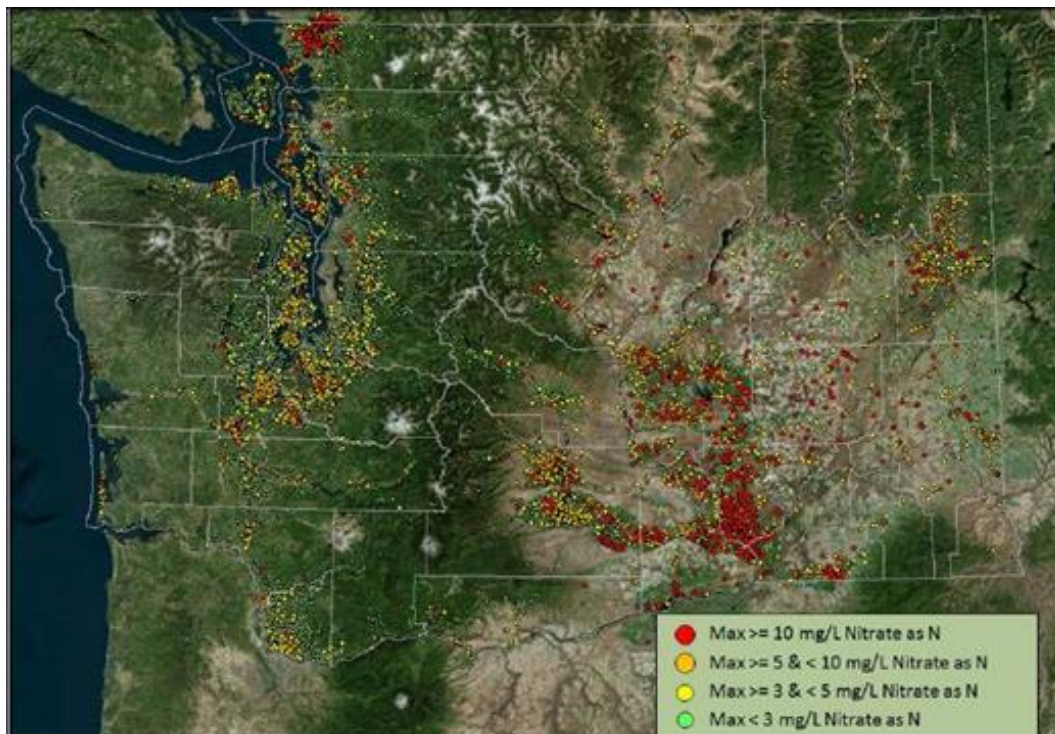 Max >= 10 mg/L Nitrate as N
Max >= 5 & < 10 mg/L Nitrate as N
Max >= 3 & < 5 mg/L Nitrate as N
Max < 3 mg/L Nitrate as N